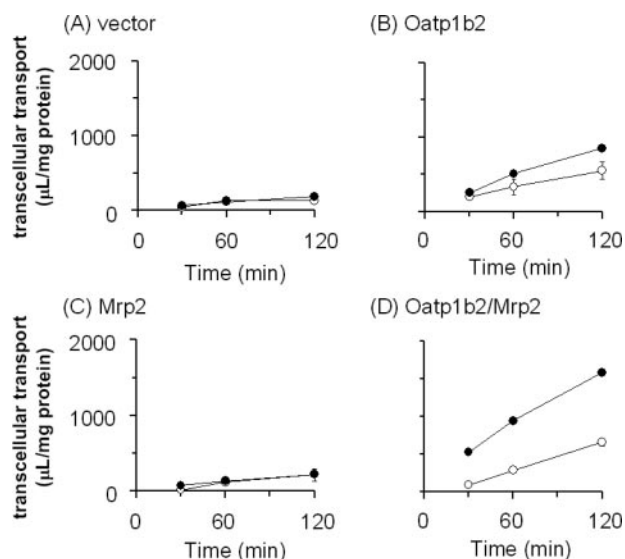 (A) vector
(B) Oatp1b2
transcellular transport
(μL/mg protein)
2000
1000
0
0
60
120
0
60
120
Time (min)
Time (min)
(C) Mrp2
(D) Oatp1b2/Mrp2
transcellular transport
(μL/mg protein)
2000
1000
0
0
60
120
0
60
120
Time (min)
Time (min)